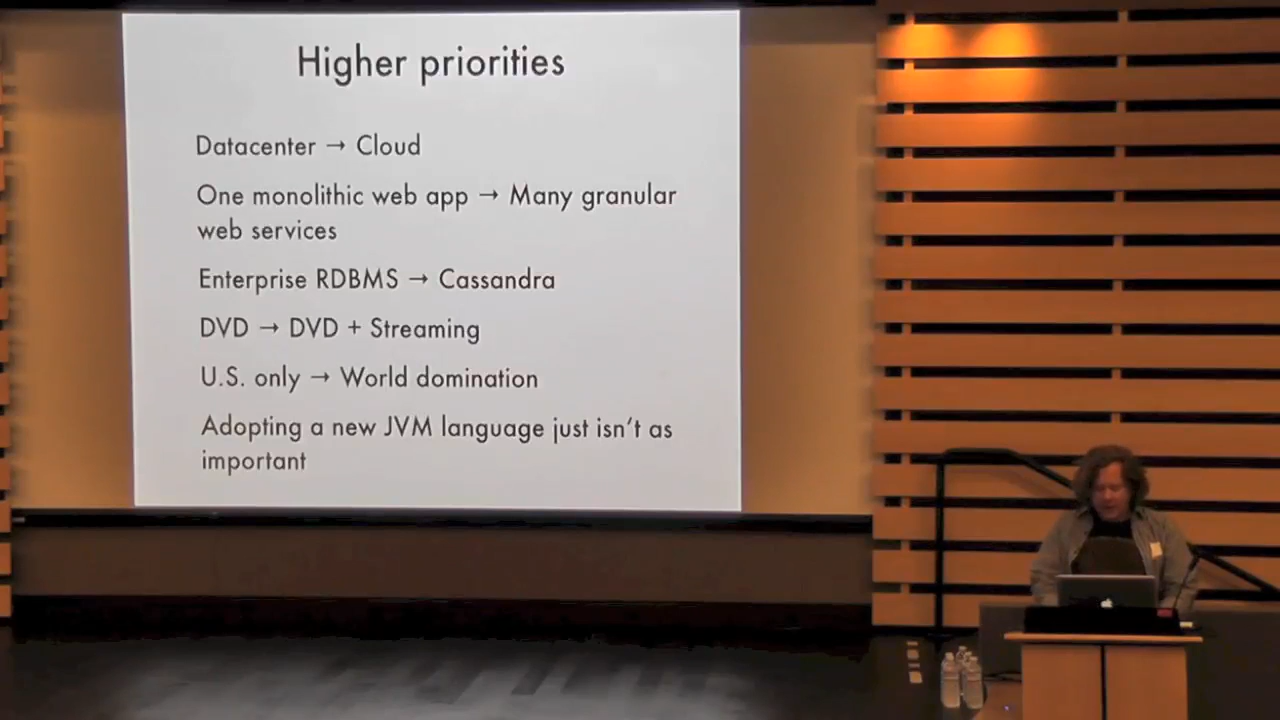 Higher priorities
Datacenter → Cloud
One monolithic web app → Many granular
web services
Enterprise RDBMS → Cassandra
DVD → DVD + Streaming
U.S. only → World domination
Adopting a new JVM language just isn't as
important